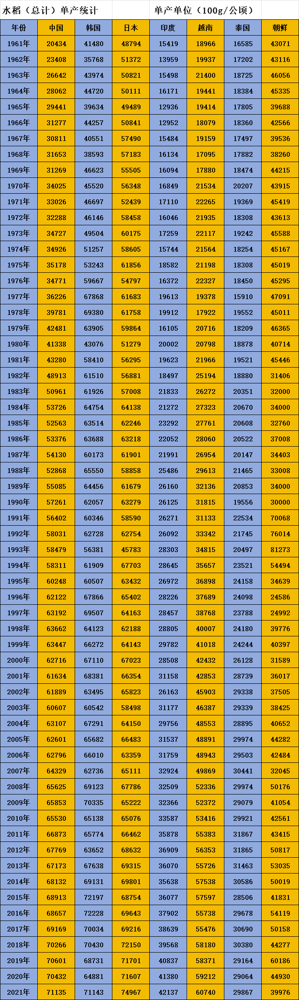 水稻（总计）单产统计 单产单位（100g/公顷）
年份 中国 韩国 日本 印度 越南 泰国 朝鲜
1961年 20434 41480 48794 15419 18966 16585 43071
1962年 23408 35768 51372 13959 19937 17202 43116
1963年 26642 43974 50821 15498 21400 18725 46056
1964年 28062 44720 50111 16171 19441 18384 45335
1965年 29441 39634 49489 12936 19414 17805 39688
1966年 31277 44257 50841 12952 18079 18360 42566
1967年 30811 40551 57490 15484 19159 17497 39536
1968年 31653 38593 57183 16134 17095 17882 38260
1969年 31269 46623 55505 16094 17880 18474 44215
1970年 34025 45520 56348 16849 21534 20207 43915
1971年 33026 46697 52439 17110 22265 19369 45419
1972年 32288 46146 58458 16046 21935 18308 43613
1973年 34727 49504 60175 17259 22117 19242 45588
1974年 34926 51257 58605 15744 21564 18254 45167
1975年 35178 53243 61856 18582 21198 18308 45019
1976年 34771 59667 54797 16372 22327 18450 45295
1977年 36226 67868 61683 19613 19378 15910 47091
1978年 39781 69380 61758 19912 17922 19552 45011
1979年 42481 63905 59864 16105 20716 18209 46365
1980年 41338 43076 51279 20002 20798 18878 40714
1981年 43280 58410 56295 19623 21966 19521 45446
1982年 48913 61510 56881 18497 25194 18880 31406
1983年 50961 61926 57008 21833 26272 20351 32000
1984年 53726 64754 64138 21272 27323 20670 34000
1985年 52563 63514 62246 23292 27761 20608 32760
1986年 53376 63688 63218 22052 28060 20522 37008
1987年 54130 60173 61901 21991 26954 20147 34403
1988年 52868 65550 58858 25486 29613 21465 33008
1989年 55085 64456 61679 26160 32136 20853 34000
1990年 57261 62057 63279 26125 31815 19556 30000
1991年 56402 60346 58590 26271 31133 22534 70068
1992年 58031 62728 62754 26092 33342 21745 76014
1993年 58479 56381 45783 28303 34815 20497 81273
1994年 58311 61909 67703 28645 35657 23521 54494
1995年 60248 60507 63432 26972 36898 24158 34639
1996年 62122 67866 65402 28226 37689 24098 24586
1997年 63192 69507 64163 28457 38768 23788 24992
1998年 63662 64123 62188 28805 40007 24180 39776
1999年 63447 66272 64143 29782 41018 24244 40397
2000年 62716 67110 67023 28508 42432 26128 31589
2001年 61634 68381 66354 31158 42853 28739 36017
2002年 61889 63495 65823 26163 45903 29338 37505
2003年 60607 60542 58498 31177 46387 29339 38425
2004年 63107 67291 64150 29756 48553 28895 40652
2005年 62601 65682 66483 31537 48891 29974 44282
2006年 62796 66010 63359 31759 48943 29503 42484
2007年 64329 62736 65111 32924 49869 30441 32045
2008年 65625 69123 67786 32509 52336 29974 50176
2009年 65853 70335 65222 32366 52372 29079 41054
2010年 65530 65138 65076 33587 53416 29921 42561
2011年 66873 65774 66462 35878 55383 31867 43415
2012年 67769 63652 68632 36909 56353 31865 50817
2013年 67173 67638 69315 36070 55726 31463 53035
2014年 68132 69131 69801 35638 57538 30586 50019
2015年 68913 72197 68754 36077 57597 28506 41831
2016年 68657 72228 69643 37902 55738 29678 54119
2017年 69169 70034 69216 38639 55476 30690 50158
2018年 70266 70430 72150 39568 58180 30380 44277
2019年 70601 68731 71701 40837 58371 29164 60186
2020年 70432 64881 71607 41380 59212 29064 44930
2021年 71135 71143 74967 42137 60740 29867 39976